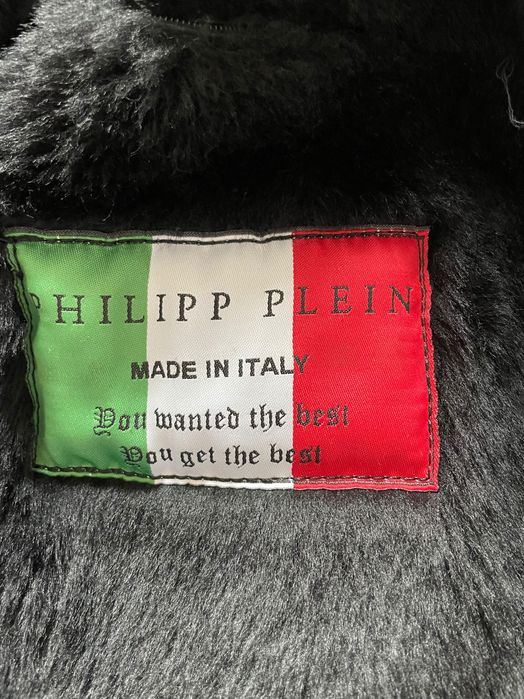 PHILIPP PLEIN
MADE IN ITALY
You wanted the best
You get the best